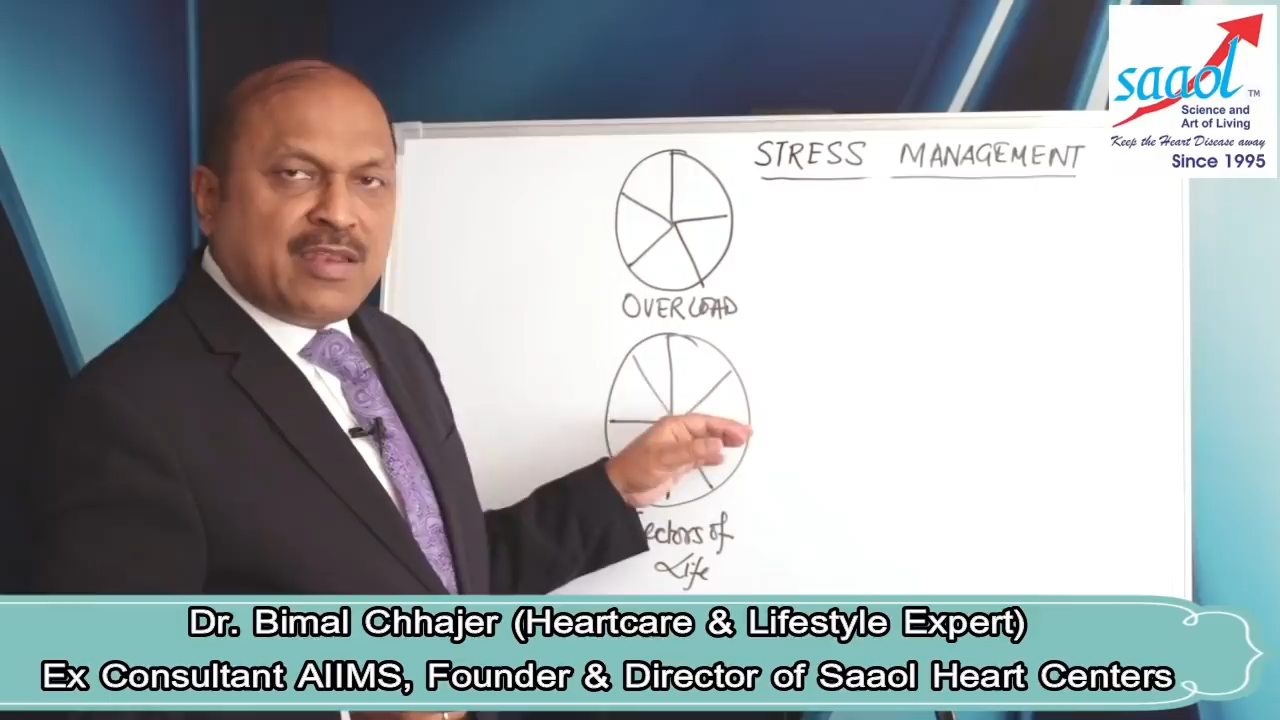 saaol TM
Science and
Art of Living
Keep the Heart Disease away
Since 1995
STRESS MANAGEMENT
OVERLOAD
ectors of
Life
Dr. Bimal Chhajer (Heartcare & Lifestyle Expert)
Ex Consultant AIIMS, Founder & Director of Saaol Heart Centers